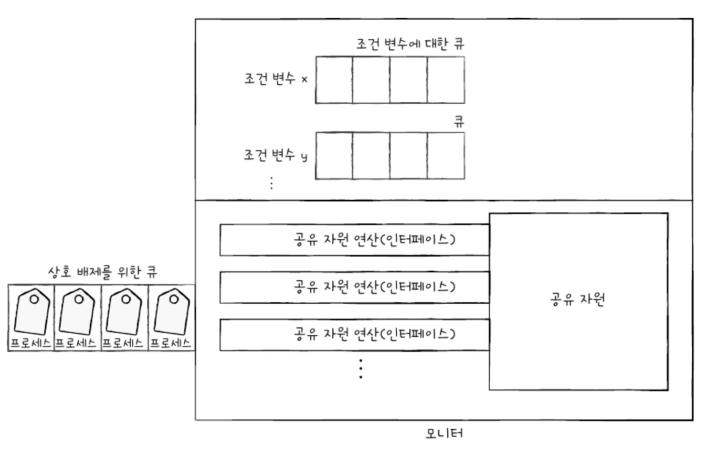 조건 변수에 대한 큐
조건 변수 x
큐
조건 변수 y
공유 자원 연산(인터페이스)
상호 배제를 위한 큐
공유 자원 연산(인터페이스)
공유 자원
프로세스 프로세스 프로세스 프로세스
공유 자원 연산(인터페이스)
모니터